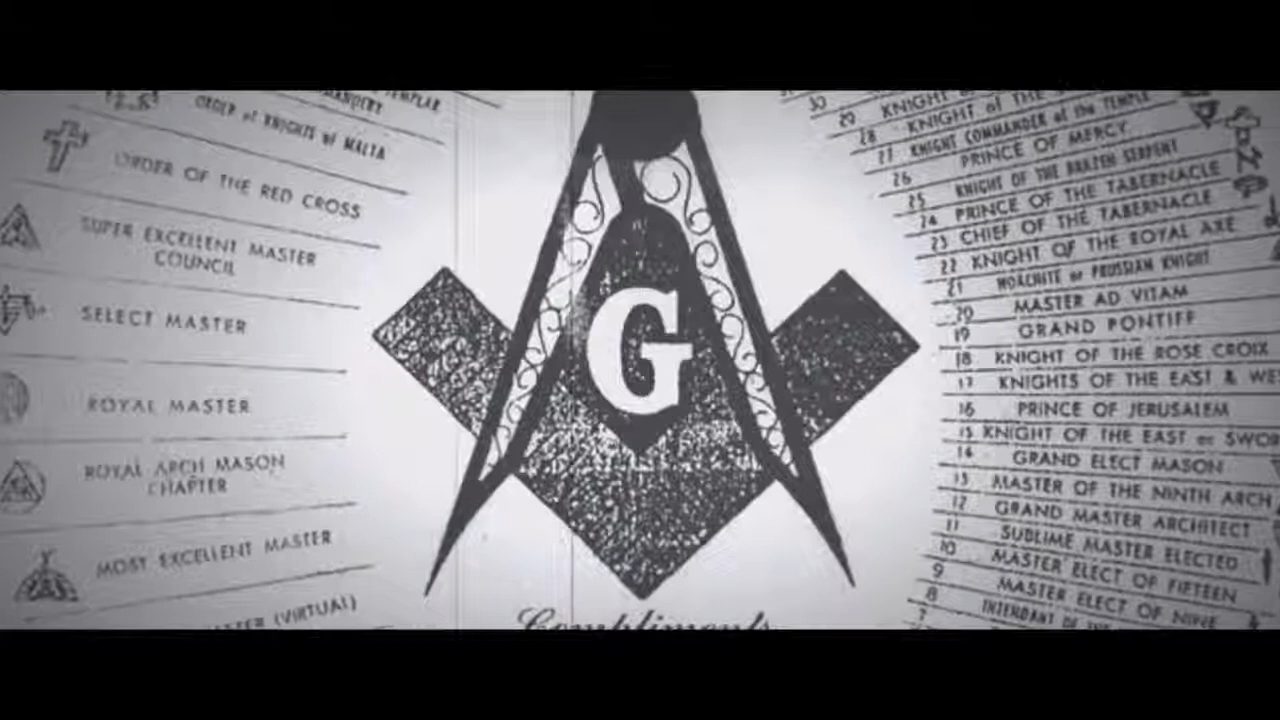 ORDER of KNIGHTS of MALTA
ORDER OF THE RED CROSS
SUPER EXCELLENT MASTER
COUNCIL
SELECT MASTER
ROYAL MASTER
ROYAL ARCH MASON
CHAPTER
MOST EXCELLENT MASTER
(VIRTUAL)
G
Compliments
30
29 KNIGHT
28 KNIGHT of THE
27 KNIGHT COMMANDER of the TEMPLE
26 PRINCE OF MERCY
25 KNIGHT OF THE BRAZEN SERPENT
24 PRINCE OF THE TABERNACLE
23 CHIEF OF THE TABERNACLE
22 KNIGHT OF THE ROYAL AXE
21 NOACHITE or PRUSSIAN KNIGHT
20 MASTER AD VITAM
19 GRAND PONTIFF
18 KNIGHT OF THE ROSE CROIX
17 KNIGHTS OF THE EAST & WE
16 PRINCE OF JERUSALEM
15 KNIGHT OF THE EAST or SWOR
14 GRAND ELECT MASON
13 MASTER OF THE NINTH ARCH
12 GRAND MASTER ARCHITECT
11 SUBLIME MASTER ELECTED
10 MASTER ELECT OF FIFTEEN
9 MASTER ELECT OF NINE
8 INTENDANT OF THE
7